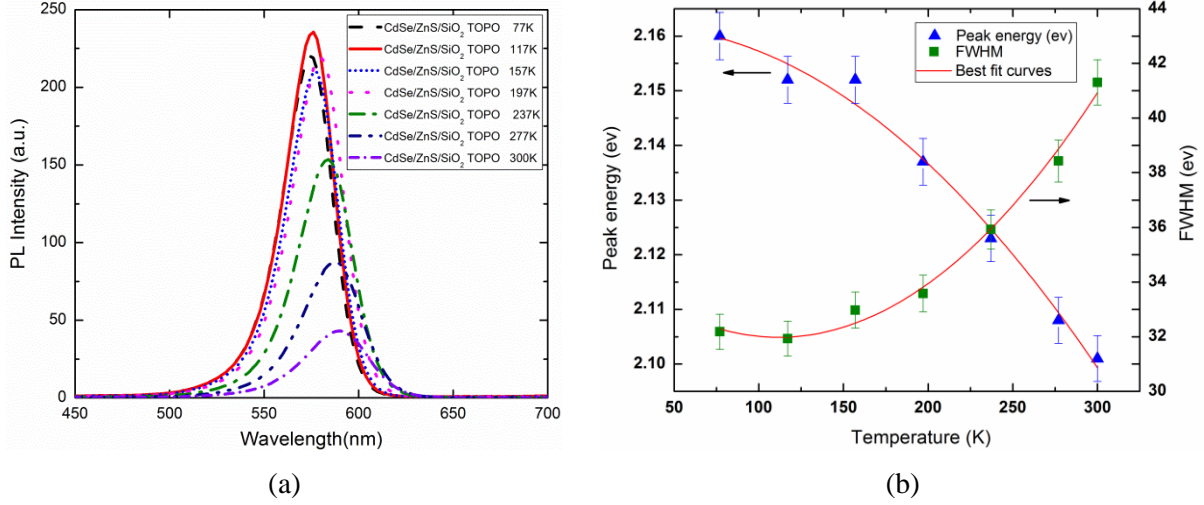 250
200
150
100
50
0
PL Intensity (a.u.)
CdSe/ZnS/SiO2 TOPO 77K
CdSe/ZnS/SiO2 TOPO 117K
CdSe/ZnS/SiO2 TOPO 157K
CdSe/ZnS/SiO2 TOPO 197K
CdSe/ZnS/SiO2 TOPO 237K
CdSe/ZnS/SiO2 TOPO 277K
CdSe/ZnS/SiO2 TOPO 300K
450 500 550 600 650 700
Wavelength(nm)
(a)
2.16
2.15
2.14
2.13
2.12
2.11
2.10
Peak energy (ev)
Peak energy (ev)
FWHM
Best fit curves
44
42
40
38
36
34
32
30
FWHM (ev)
50 100 150 200 250 300
Temperature (K)
(b)